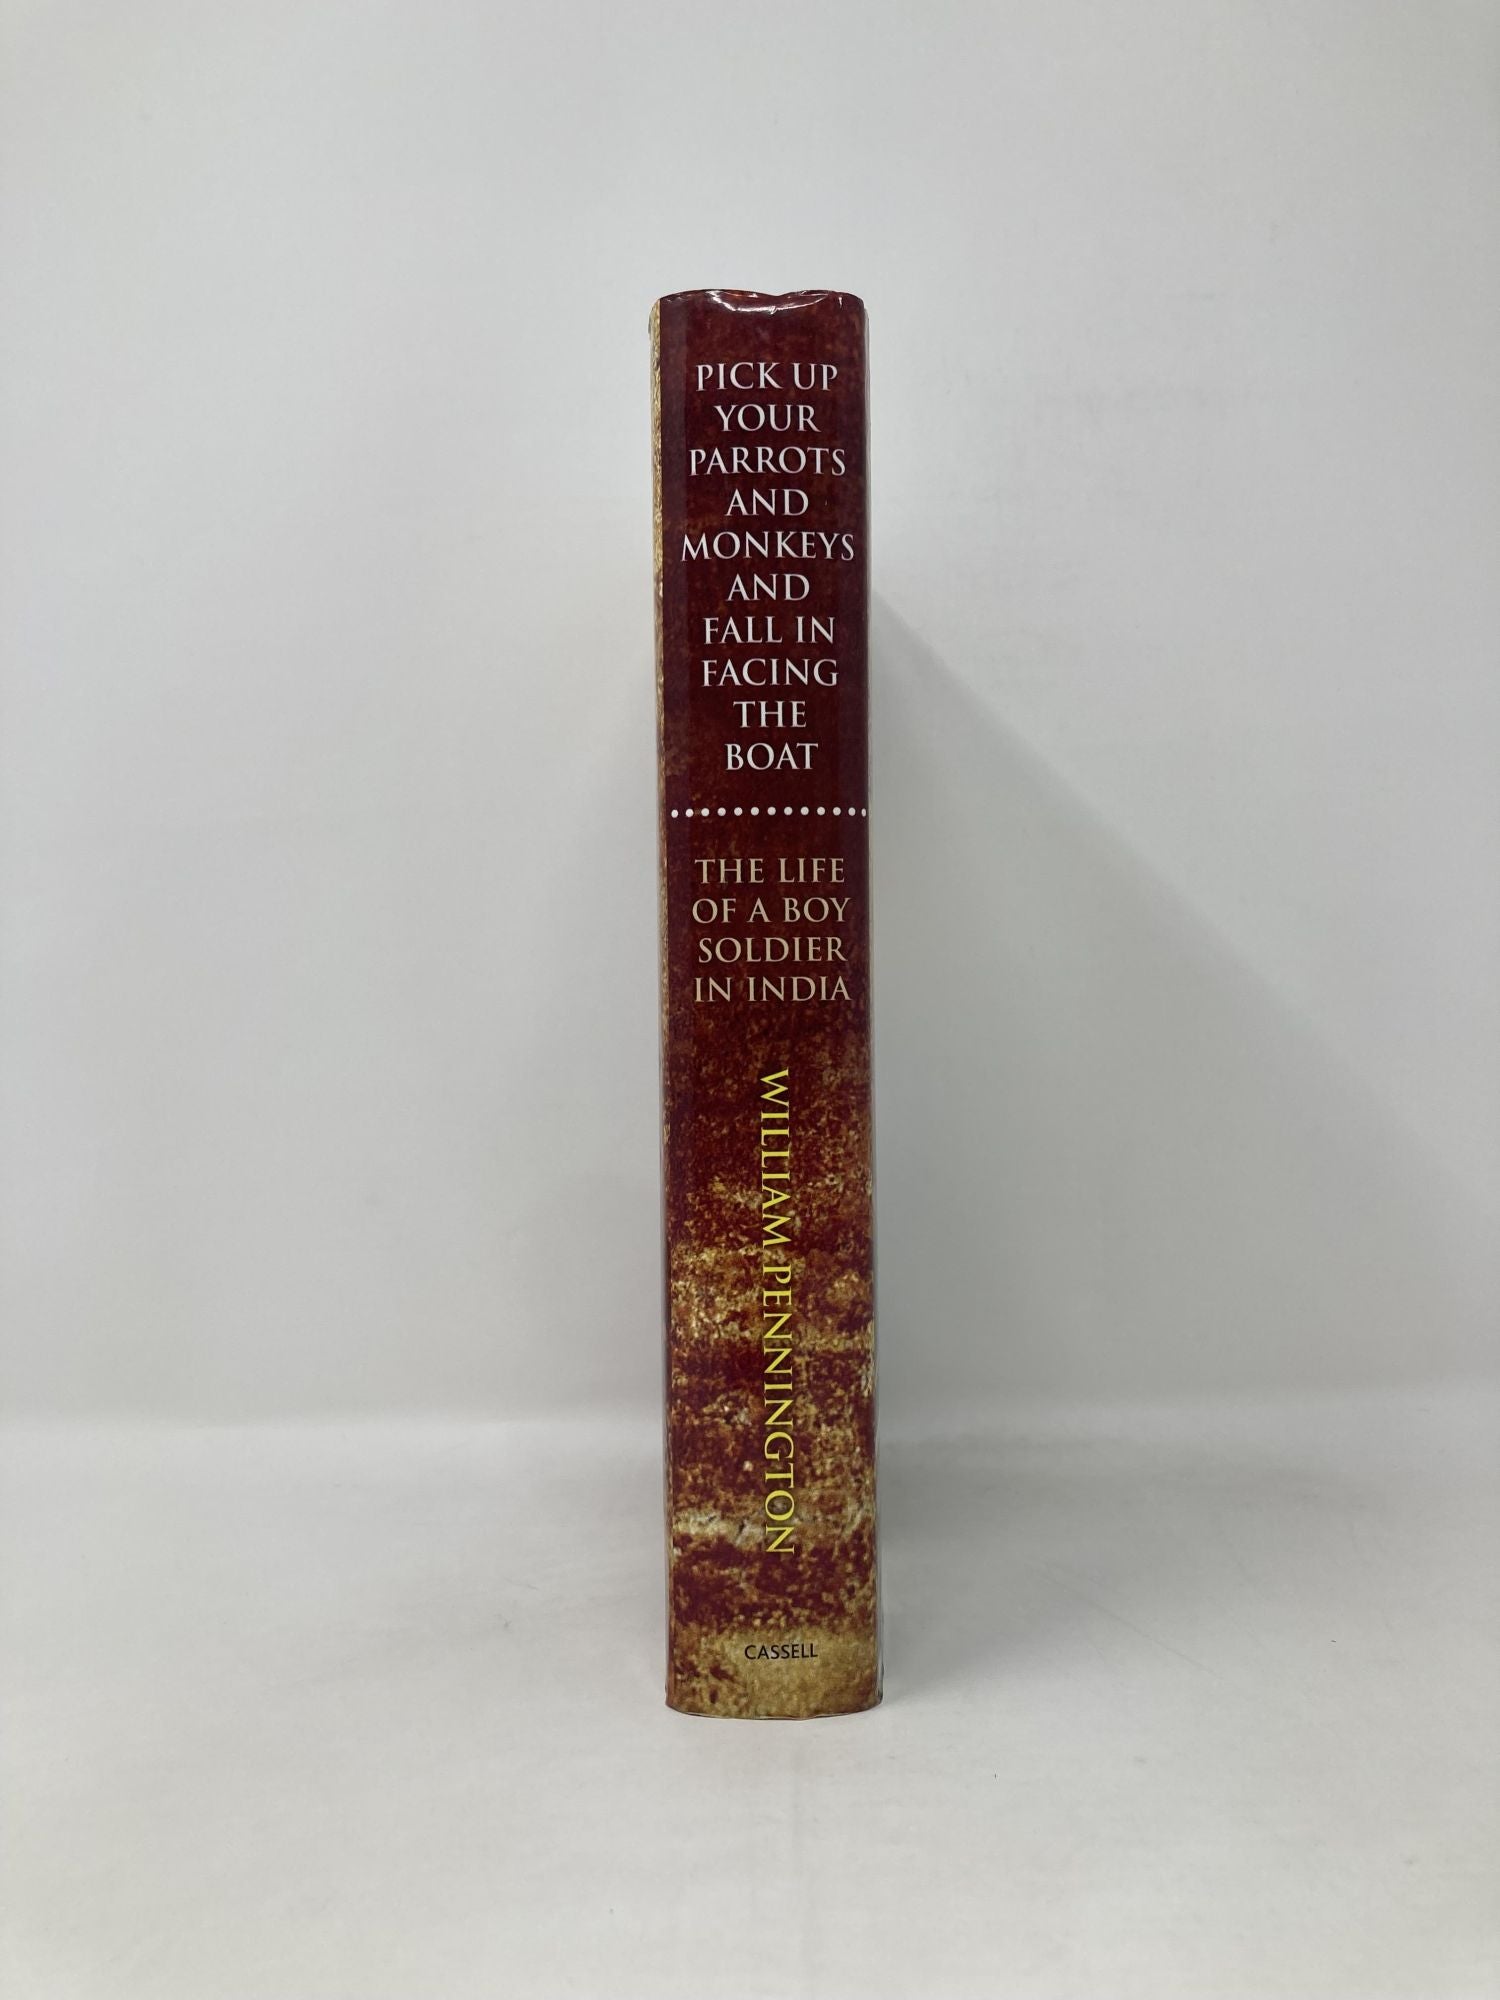 PICK UP
YOUR
PARROTS
AND
MONKEYS
AND
FALL IN
FACING
THE
BOAT
THE LIFE
OF A BOY
SOLDIER
IN INDIA
WILLIAM PENNINGTON
CASSELL